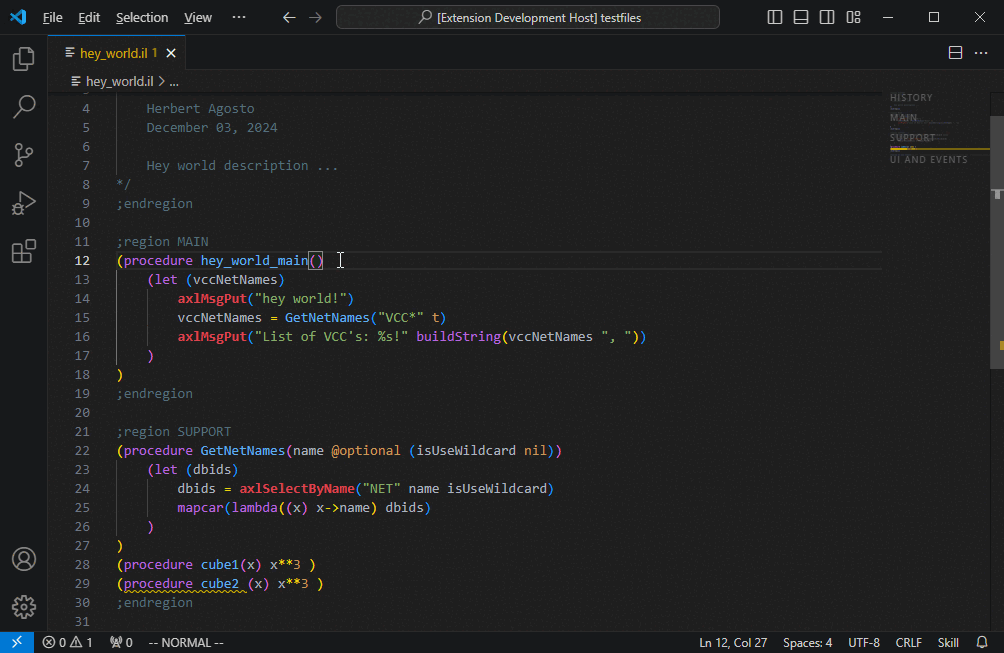 File Edit Selection View ··· [Extension Development Host] testfiles
hey_world.il 1
hey_world.il > ...
4 Herbert Agosto
5 December 03, 2024
6
7 Hey world description ...
8 */
9 ;endregion
10
11 ;region MAIN
12 (procedure hey_world_main()
13 (let (vccNetNames)
14 axlMsgPut("hey world!")
15 vccNetNames = GetNetNames("VCC*" t)
16 axlMsgPut("List of VCC's: %s!" buildString(vccNetNames ", "))
17 )
18 )
19 ;endregion
20
21 ;region SUPPORT
22 (procedure GetNetNames(name @optional (isUseWildcard nil))
23 (let (dbids)
24 dbids = axlSelectByName("NET" name isUseWildcard)
25 mapcar(lambda((x) x->name) dbids)
26 )
27 )
28 (procedure cube1(x) x**3 )
29 (procedure cube2 (x) x**3 )
30 ;endregion
31
HISTORY
MAIN
SUPPORT
UI AND EVENTS
0 1 0 -- NORMAL -- Ln 12, Col 27 Spaces: 4 UTF-8 CRLF Skill